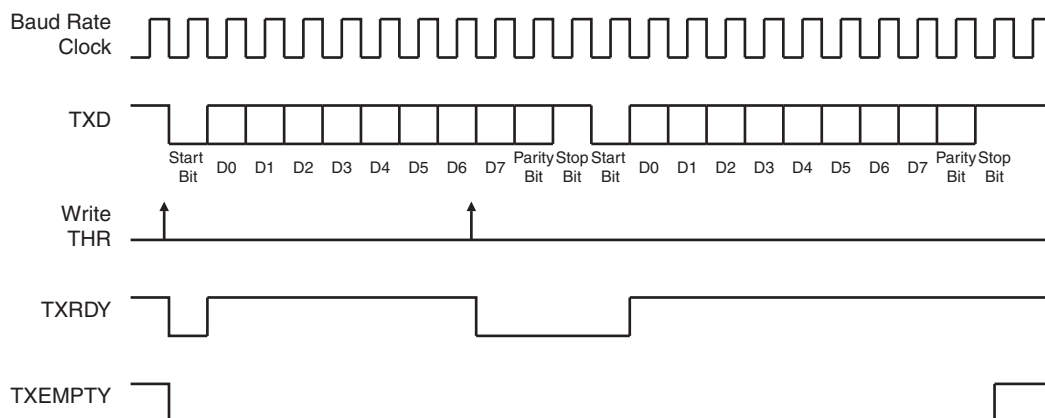 Baud Rate
Clock
TXD
Start
Bit
D0
D1
D2
D3
D4
D5
D6
D7
Parity
Bit
Stop
Bit
Start
Bit
D0
D1
D2
D3
D4
D5
D6
D7
Parity
Bit
Stop
Bit
Write
THR
TXRDY
TXEMPTY